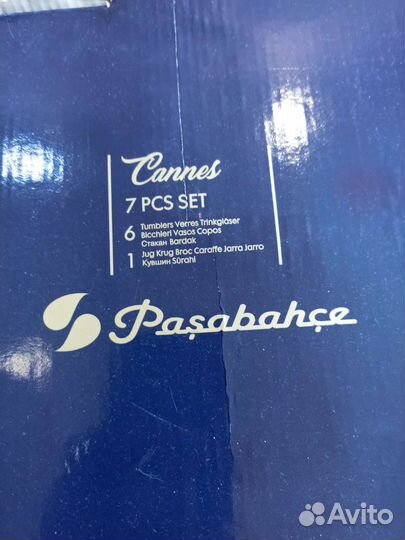 Cannes
7 PCS SET
6 Tumblers Verres Trinkgläser
Bicchieri Vasos Copos
Стакан Bardak
1 Jug Krug Broc Caraffe Jarra Jarro
Кувшин Sürahi
Paşabahçe
Avito